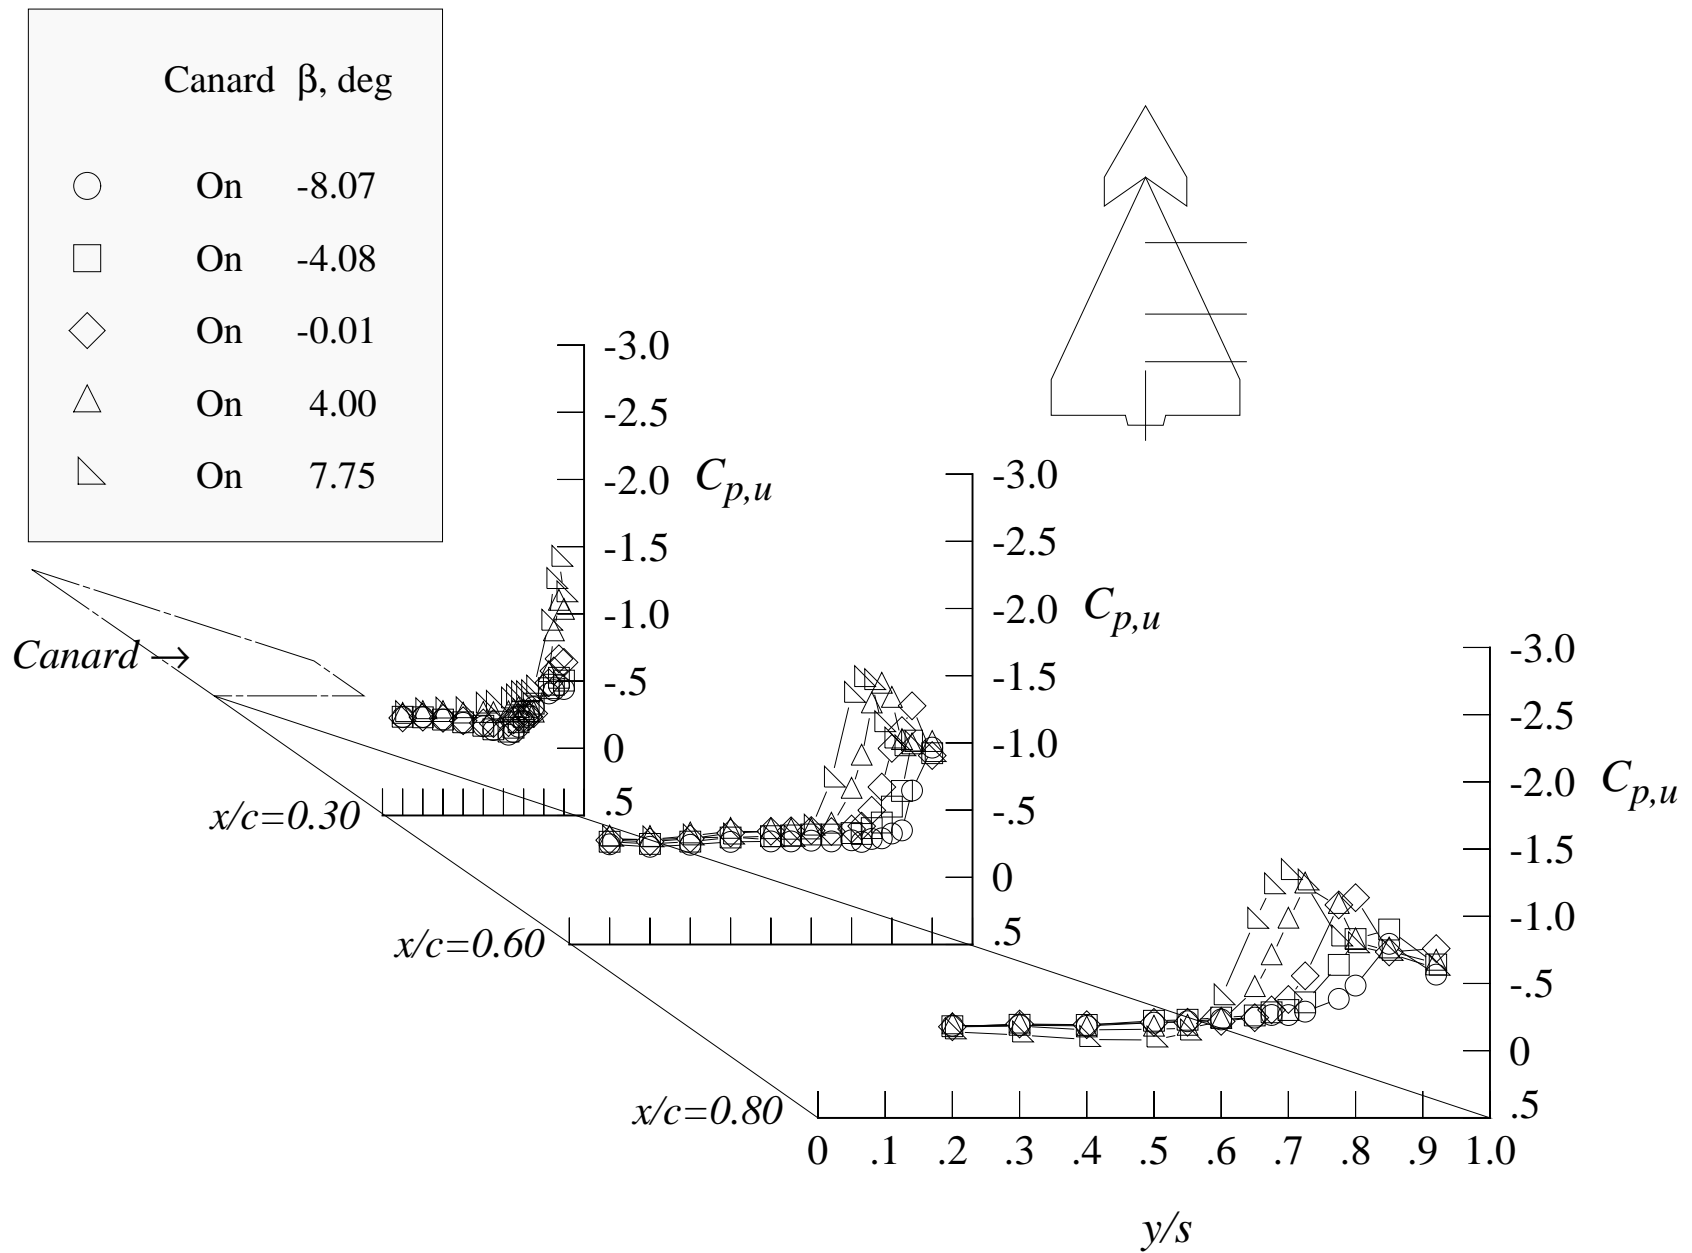 Canard β, deg
On -8.07
On -4.08
On -0.01
On 4.00
On 7.75
Canard →
-3.0
-2.5
-2.0
-1.5
-1.0
-.5
0
.5
Cp,u
x/c=0.30
-3.0
-2.5
-2.0
-1.5
-1.0
-.5
0
.5
Cp,u
x/c=0.60
-3.0
-2.5
-2.0
-1.5
-1.0
-.5
0
.5
Cp,u
x/c=0.80
0 .1 .2 .3 .4 .5 .6 .7 .8 .9 1.0
y/s